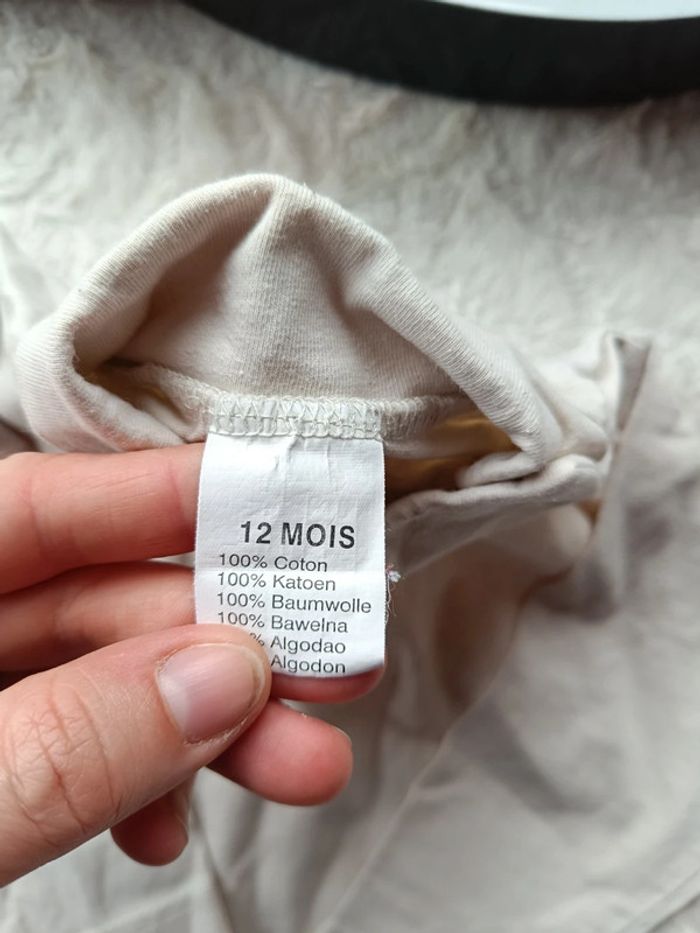 12 MOIS
100% Coton
100% Katoen
100% Baumwolle
100% Bawelna
% Algodao
Algodon